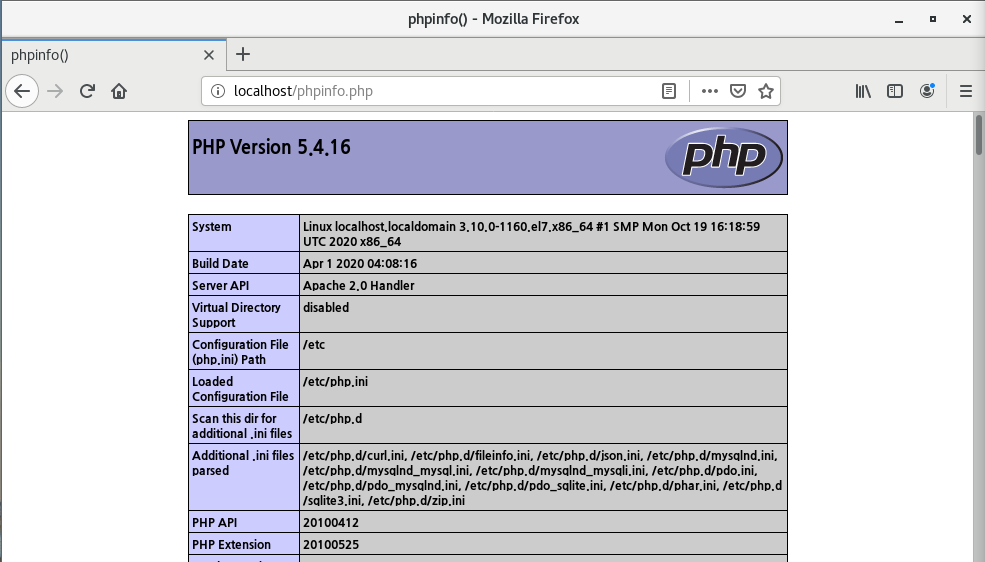 phpinfo() - Mozilla Firefox
phpinfo()
localhost/phpinfo.php
PHP Version 5.4.16
php
System
Linux localhost.localdomain 3.10.0-1160.el7.x86_64 #1 SMP Mon Oct 19 16:18:59
UTC 2020 x86_64
Build Date
Apr 1 2020 04:08:16
Server API
Apache 2.0 Handler
Virtual Directory
Support
disabled
Configuration File
(php.ini) Path
/etc
Loaded
Configuration File
/etc/php.ini
Scan this dir for
additional .ini files
/etc/php.d
Additional .ini files
parsed
/etc/php.d/curl.ini, /etc/php.d/fileinfo.ini, /etc/php.d/json.ini, /etc/php.d/mysqlnd.ini,
/etc/php.d/mysqlnd_mysql.ini, /etc/php.d/mysqlnd_mysqli.ini, /etc/php.d/pdo.ini,
/etc/php.d/pdo_mysqlnd.ini, /etc/php.d/pdo_sqlite.ini, /etc/php.d/phar.ini, /etc/php.d
/sqlite3.ini, /etc/php.d/zip.ini
PHP API
20100412
PHP Extension
20100525